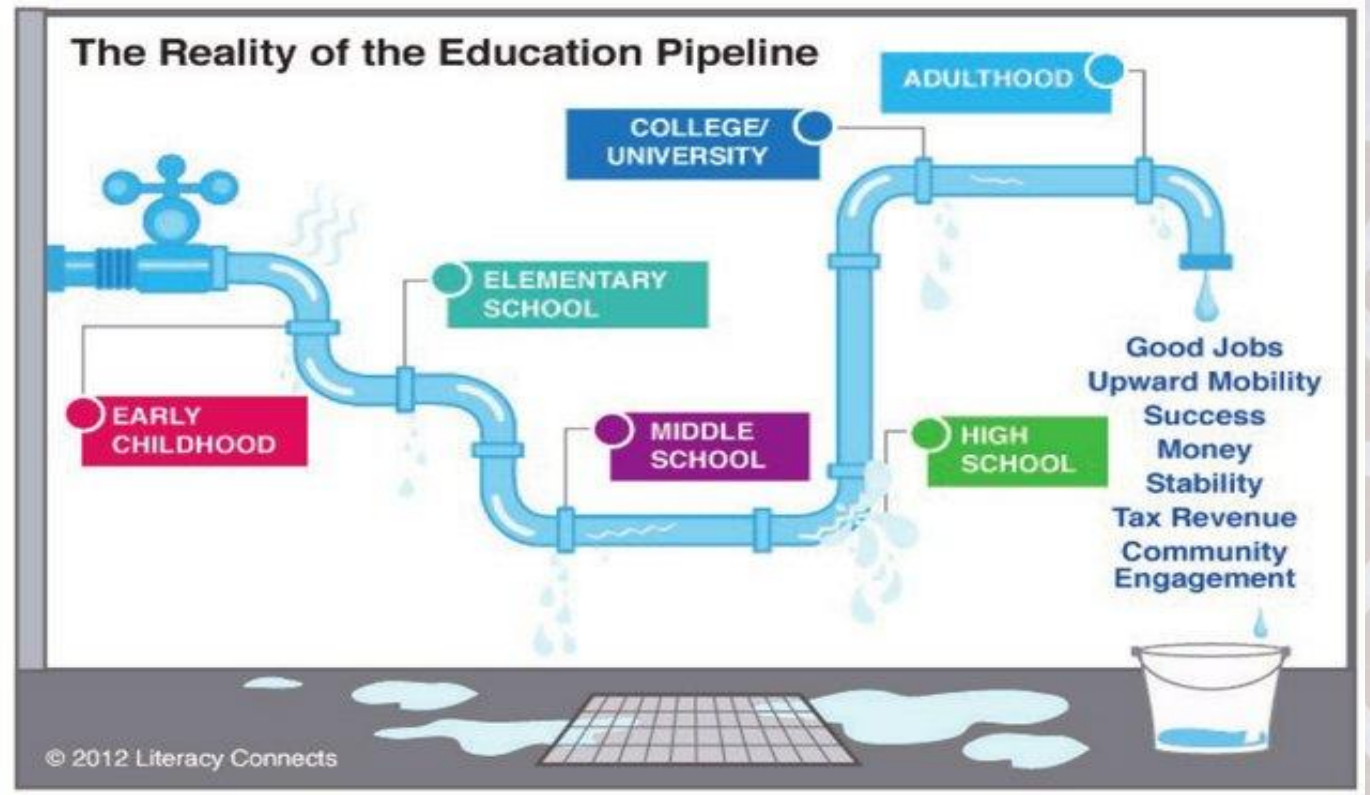 The Reality of the Education Pipeline
ADULTHOOD
COLLEGE/
UNIVERSITY
ELEMENTARY
SCHOOL
EARLY
CHILDHOOD
MIDDLE
SCHOOL
HIGH
SCHOOL
Good Jobs
Upward Mobility
Success
Money
Stability
Tax Revenue
Community
Engagement
© 2012 Literacy Connects